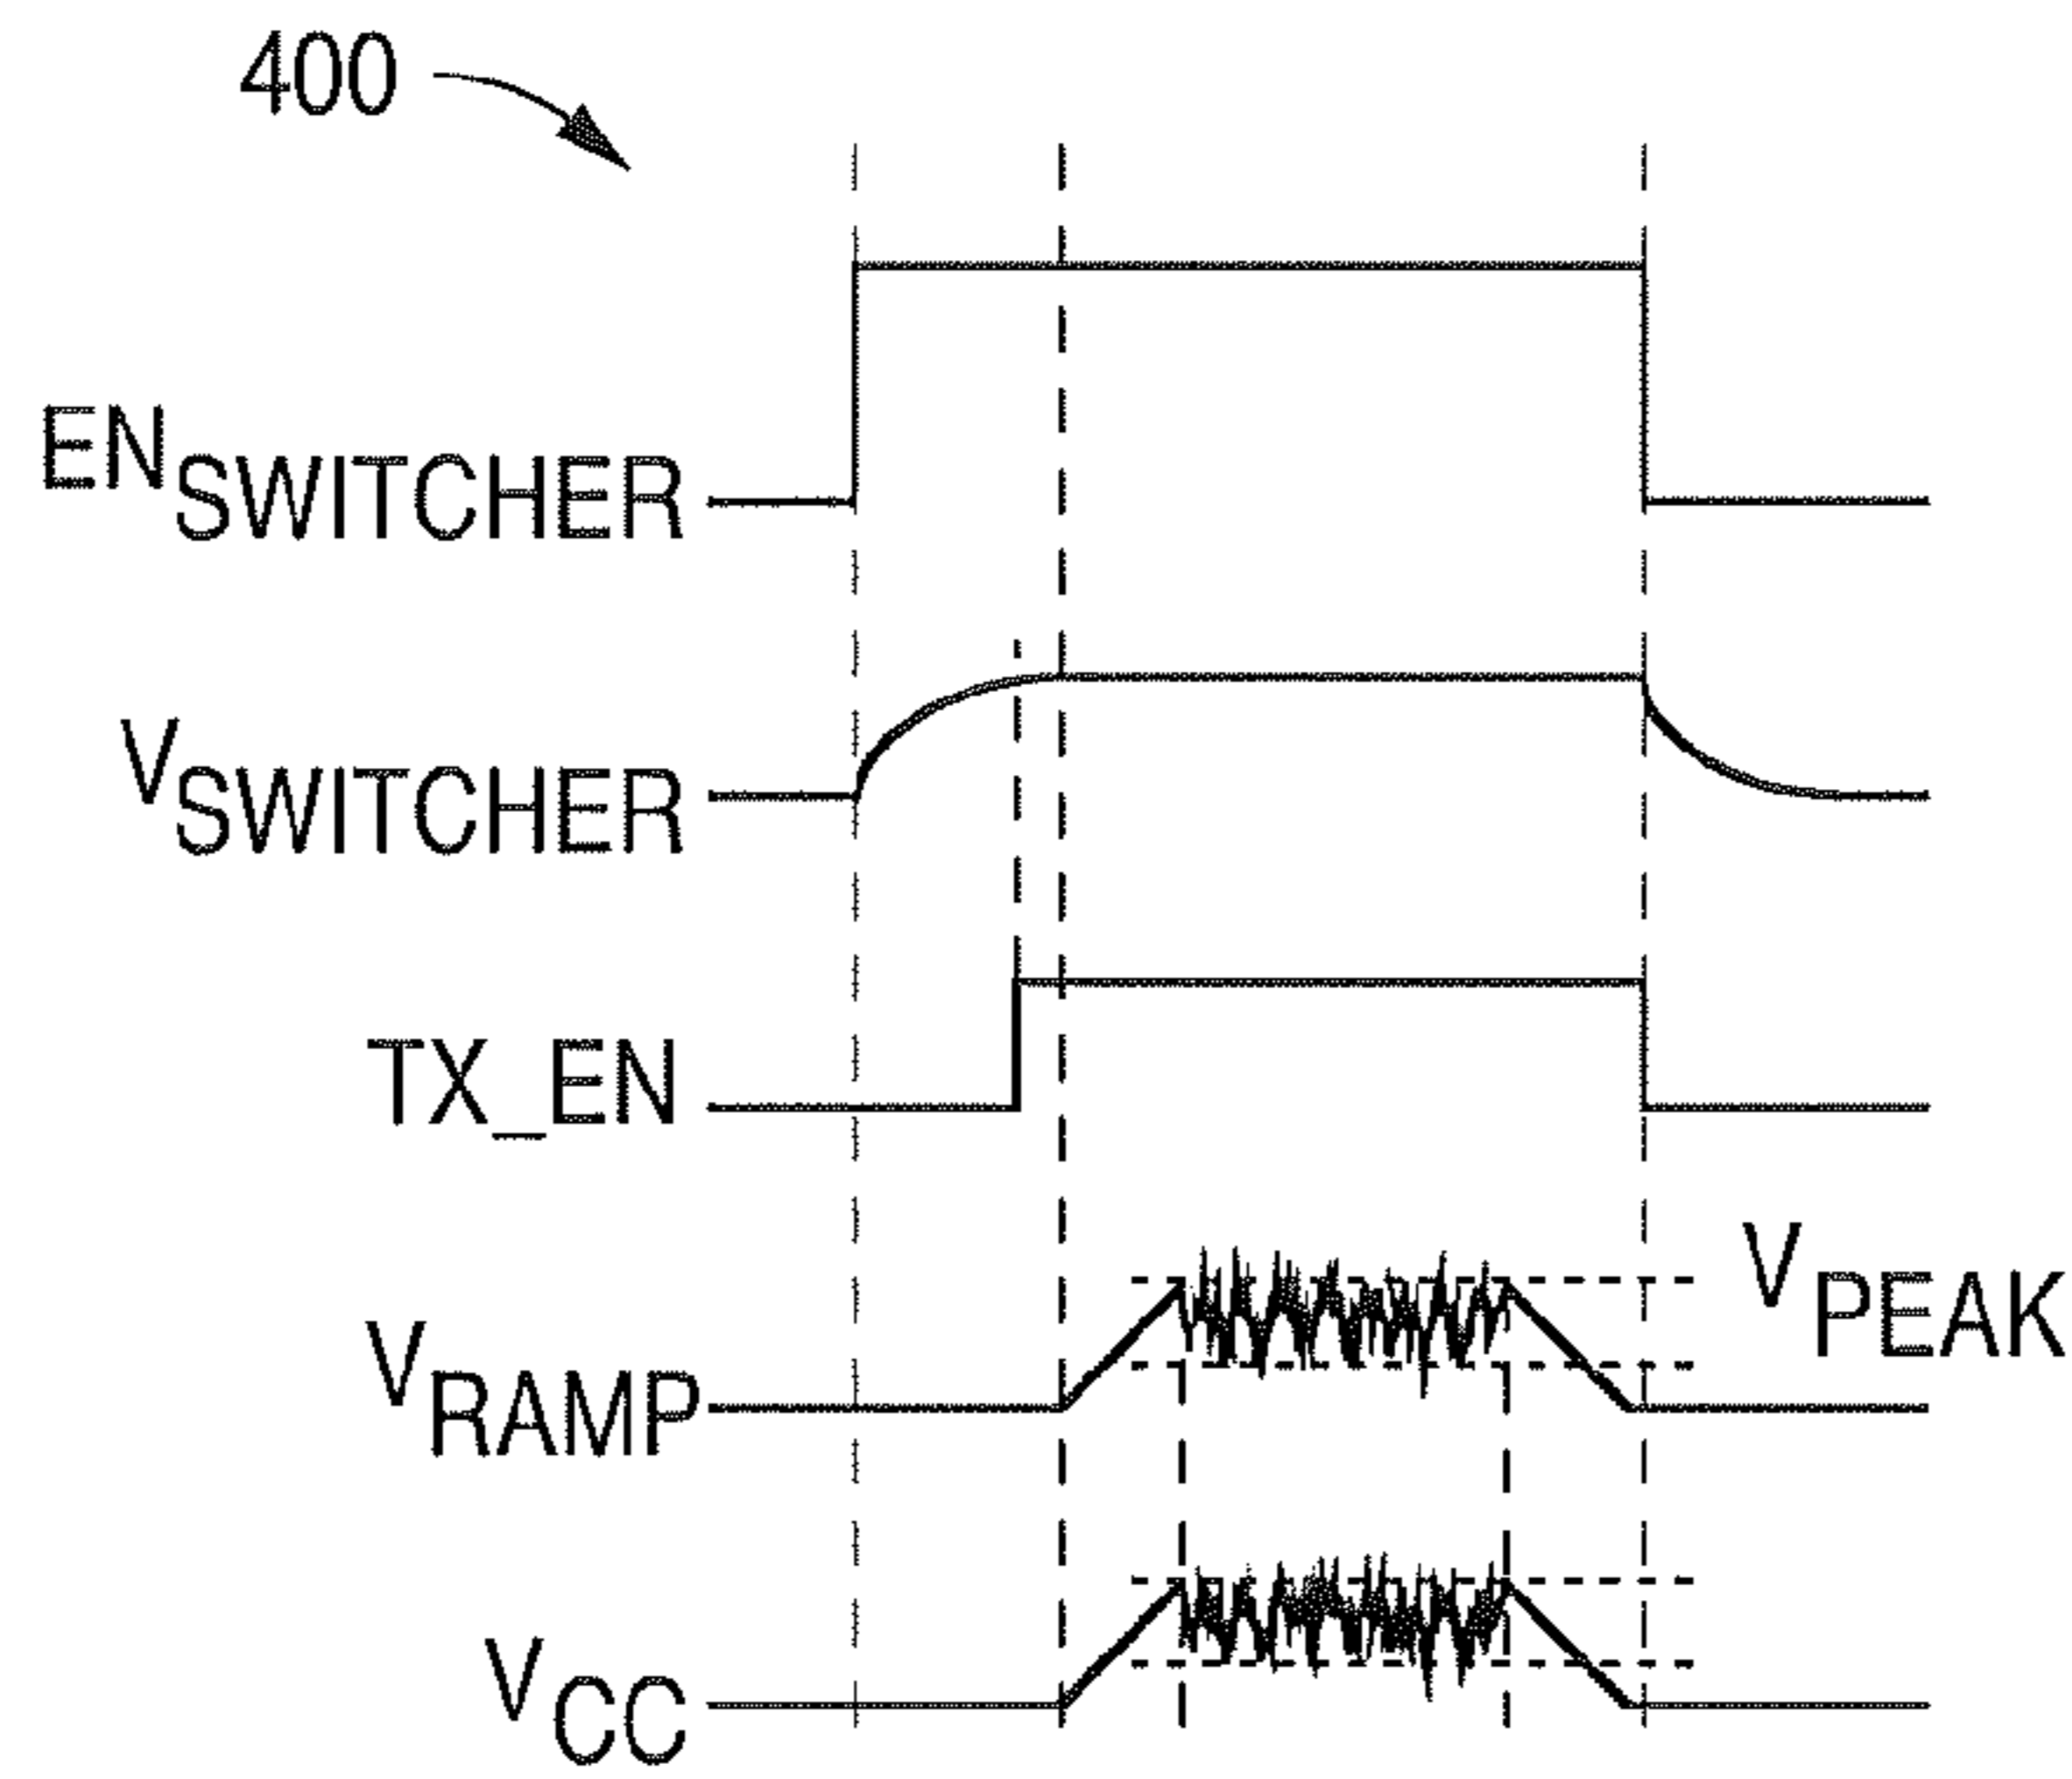 400
ENSWITCHER
VSWITCHER
TX_EN
VPEAK
VRAMP
VCC